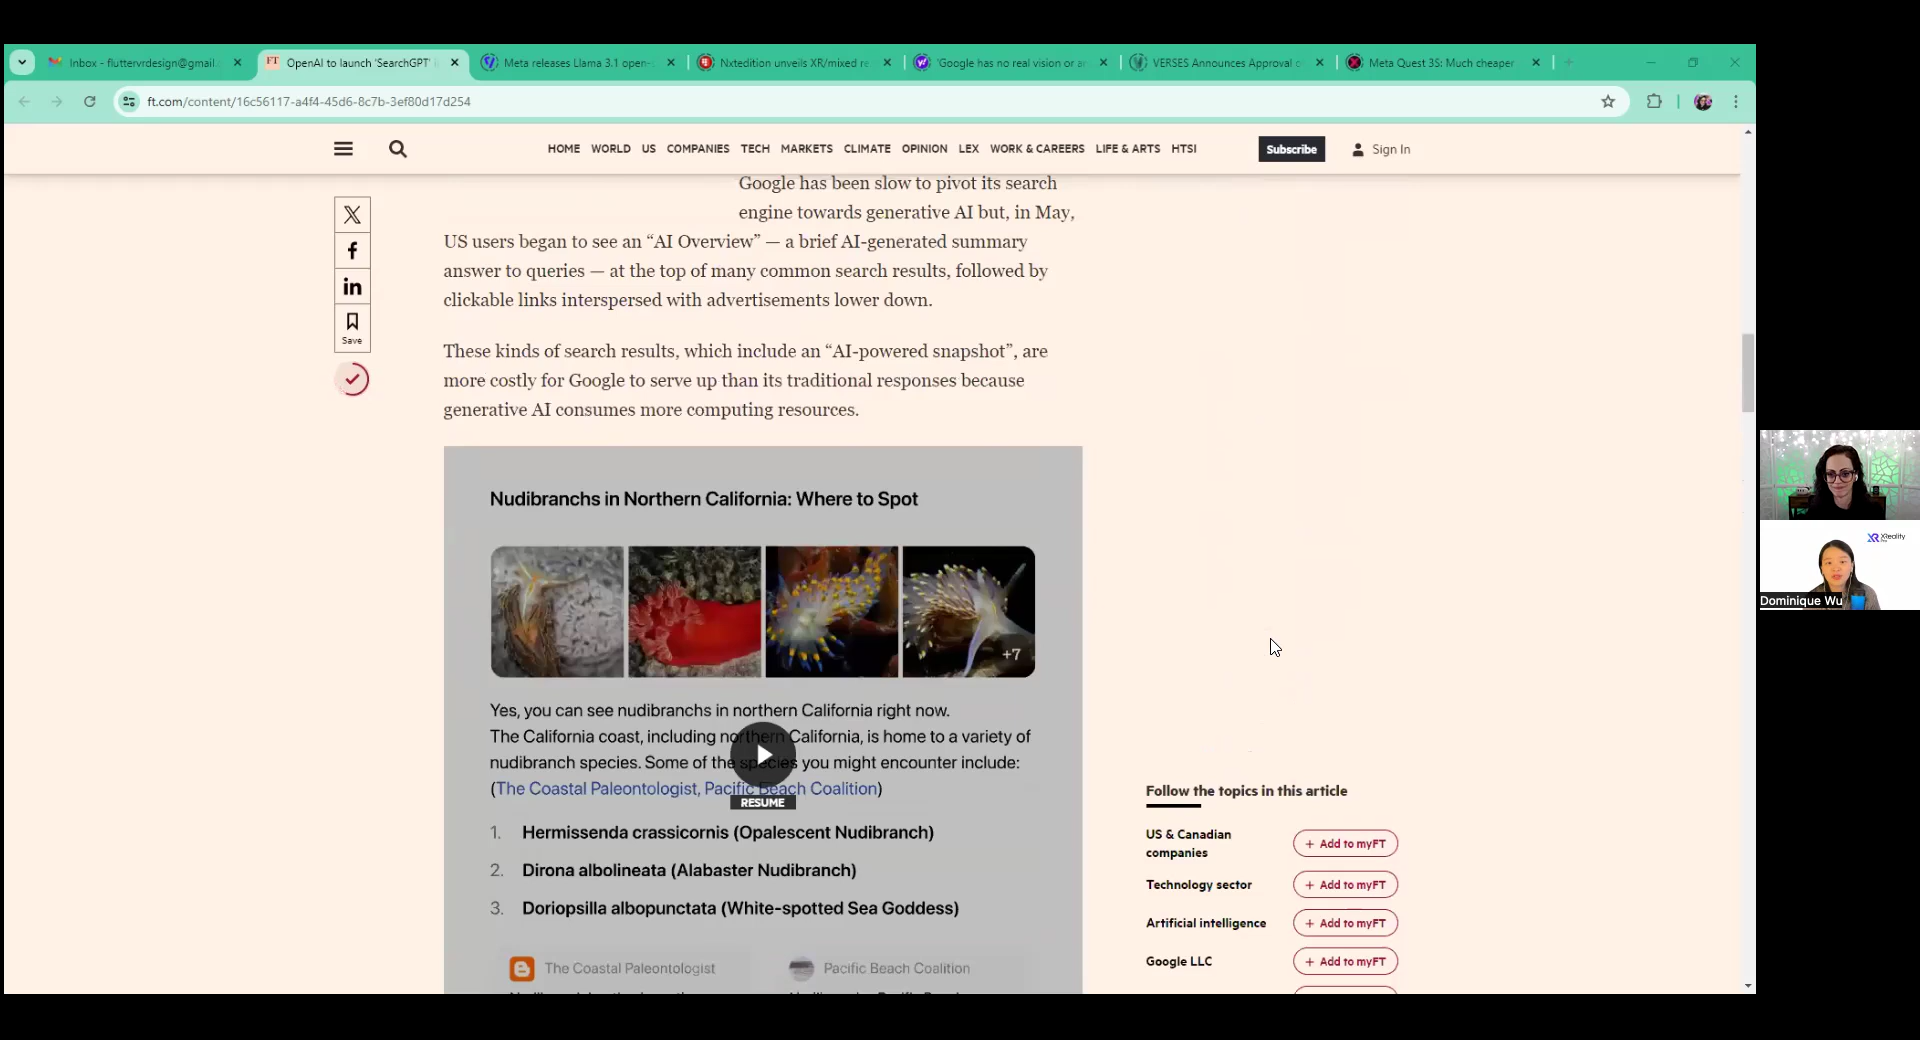 Inbox - fluttervrdesign@gmail.
OpenAI to launch 'SearchGPT' i
Meta releases Llama 3.1 open-
Nxtedition unveils XR/mixed re
'Google has no real vision or a
VERSES Announces Approval o
Meta Quest 3S: Much cheaper
ft.com/content/16c56117-a4f4-45d6-8c7b-3ef80d17d254
HOME WORLD US COMPANIES TECH MARKETS CLIMATE OPINION LEX WORK & CAREERS LIFE & ARTS HTSI
Subscribe
Sign In
Google has been slow to pivot its search
engine towards generative AI but, in May,
US users began to see an “AI Overview” — a brief AI-generated summary
answer to queries — at the top of many common search results, followed by
clickable links interspersed with advertisements lower down.
Save
These kinds of search results, which include an “AI-powered snapshot”, are
more costly for Google to serve up than its traditional responses because
generative AI consumes more computing resources.
Nudibranchs in Northern California: Where to Spot
+7
Yes, you can see nudibranchs in northern California right now.
The California coast, including northern California, is home to a variety of
nudibranch species. Some of the species you might encounter include:
(The Coastal Paleontologist, Pacific Beach Coalition)
RESUME
1. Hermissenda crassicornis (Opalescent Nudibranch)
2. Dirona albolineata (Alabaster Nudibranch)
3. Doriopsilla albopunctata (White-spotted Sea Goddess)
The Coastal Paleontologist
Pacific Beach Coalition
Follow the topics in this article
US & Canadian
companies
+ Add to myFT
Technology sector
+ Add to myFT
Artificial intelligence
+ Add to myFT
Google LLC
+ Add to myFT
XReality
Dominique Wu